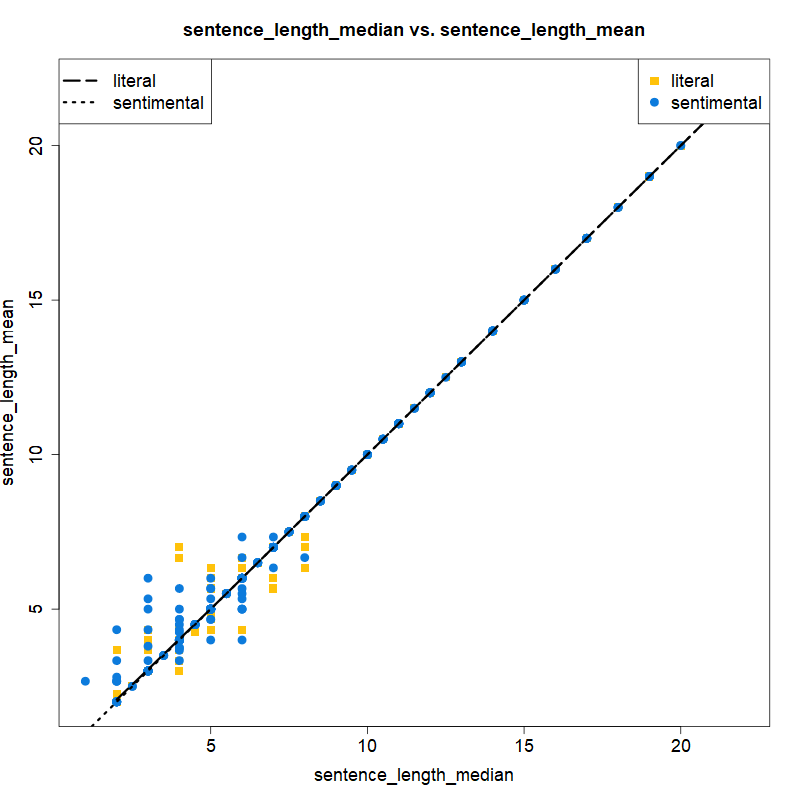 sentence_length_median vs. sentence_length_mean
literal
sentimental
literal
sentimental
20
15
10
5
sentence_length_mean
5 10 15 20
sentence_length_median